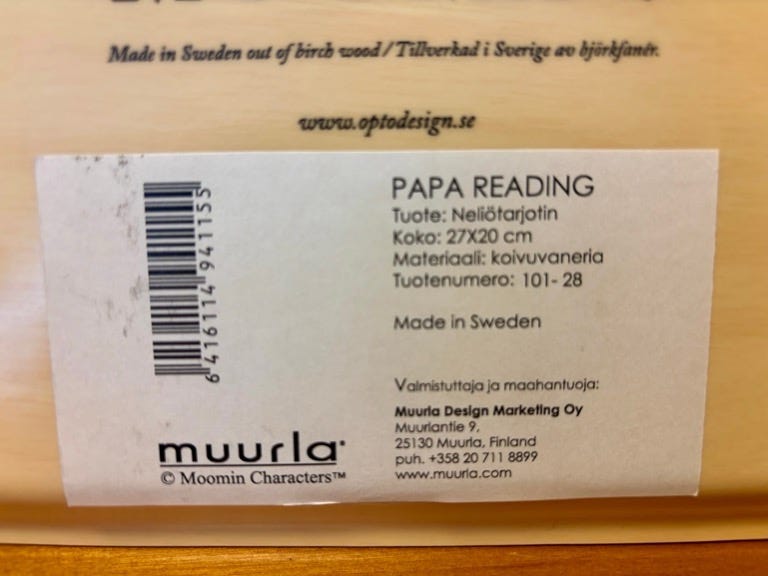 Made in Sweden out of birch wood / Tillverkad i Sverige av björkfanér.
www.optodesign.se
6 416114 941155
PAPA READING
Tuote: Neliötarjotin
Koko: 27X20 cm
Materiaali: koivuvaneria
Tuotenumero: 101- 28
Made in Sweden
Valmistuttaja ja maahantuoja:
Muurla Design Marketing Oy
Muurlantie 9,
25130 Muurla, Finland
puh. +358 20 711 8899
www.muurla.com
muurla
© Moomin Characters™